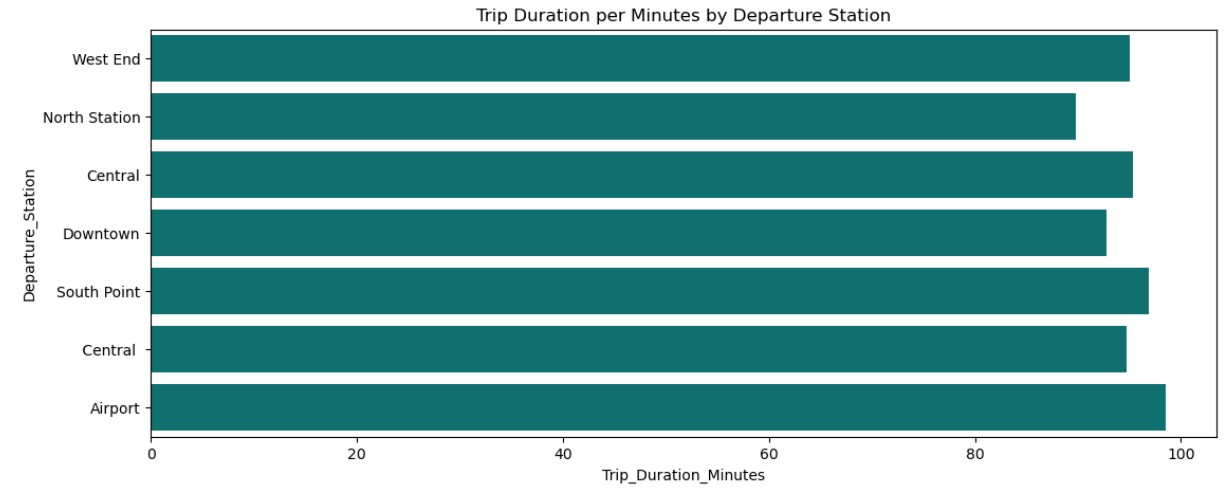 Trip Duration per Minutes by Departure Station
Departure_Station
West End
North Station
Central
Downtown
South Point
Central
Airport
0 20 40 60 80 100
Trip_Duration_Minutes